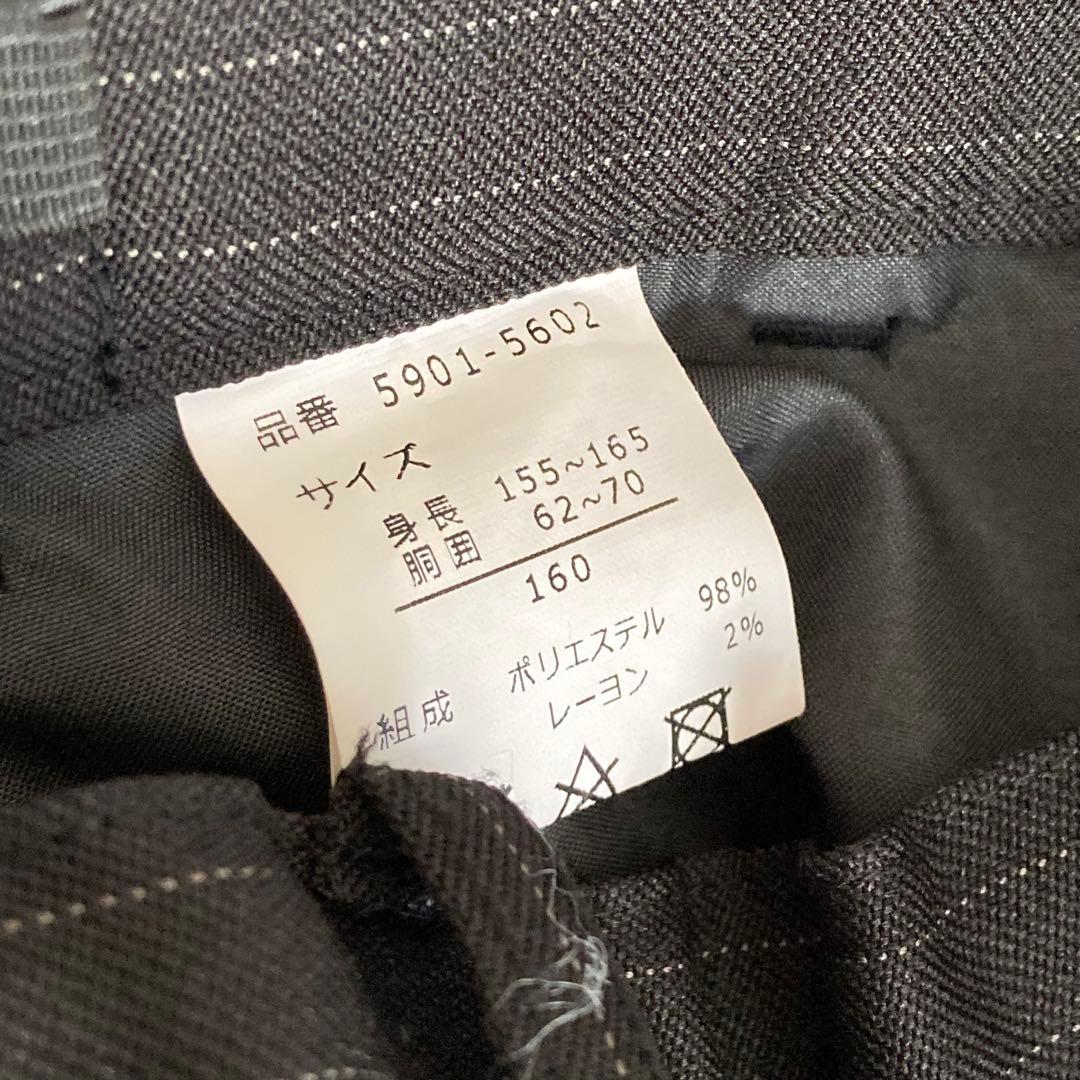 品番 5901-5602
サイズ
身長 155~165
胴囲 62~70
160
組成 ポリエステル 98%
レーヨン 2%